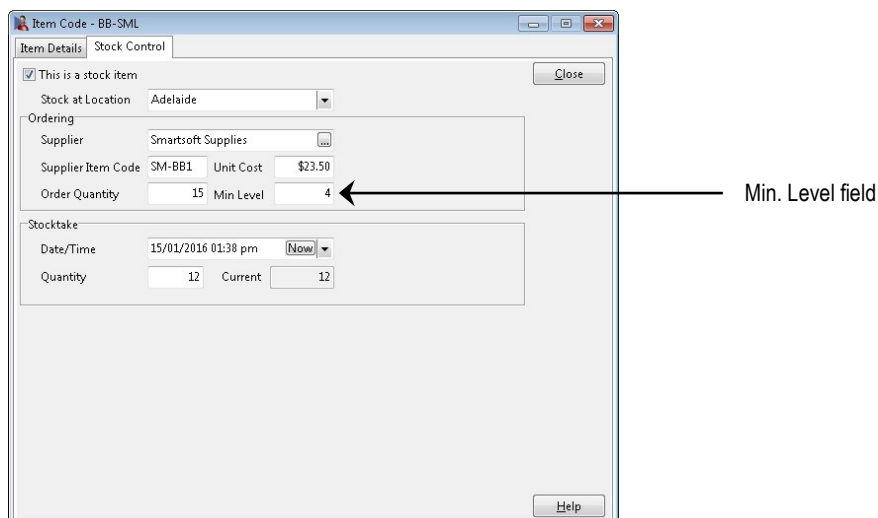 Item Code - BB-SML
Item Details Stock Control
This is a stock item Close
Stock at Location Adelaide
Ordering
Supplier Smartsoft Supplies ...
Supplier Item Code SM-BB1 Unit Cost $23.50
Order Quantity 15 Min Level 4 Min. Level field
Stocktake
Date/Time 15/01/2016 01:38 pm Now
Quantity 12 Current 12
Help